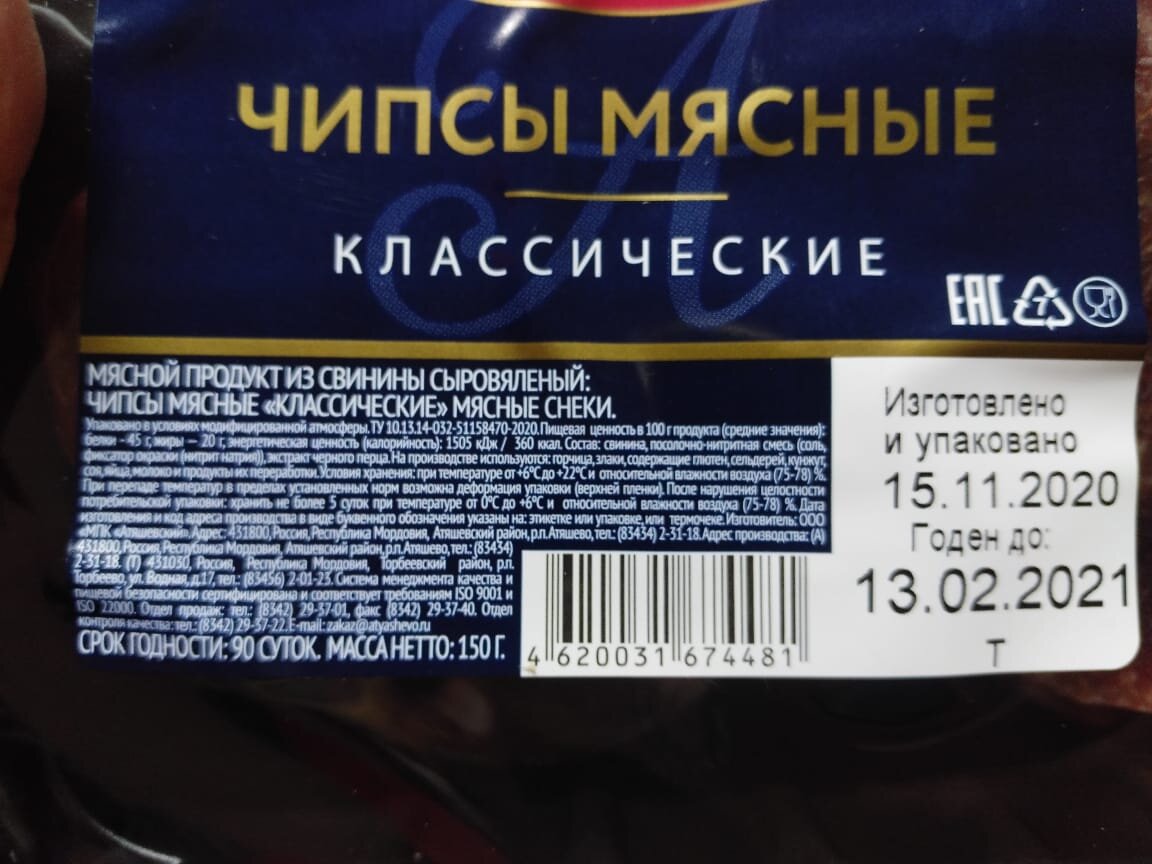 ЧИПСЫ МЯСНЫЕ
КЛАССИЧЕСКИЕ
ЕАС 7
МЯСНОЙ ПРОДУКТ ИЗ СВИНИНЫ СЫРОВЯЛЕНЫЙ:
ЧИПСЫ МЯСНЫЕ «КЛАССИЧЕСКИЕ» МЯСНЫЕ СНЕКИ.
Упаковано в условиях модифицированной атмосферы. ТУ 10.13.14-032-51158470-2020. Пищевая ценность в 100 г продукта (средние значения):
белки - 45 г, жиры — 20 г, энергетическая ценность (калорийность): 1505 кДж / 360 ккал. Состав: свинина, посолочно-нитритная смесь (соль,
фиксатор окраски (нитрит натрия)), экстракт черного перца. На производстве используются: горчица, злаки, содержащие глютен, сельдерей, кунжут,
соя, яйца, молоко и продукты их переработки. Условия хранения: при температуре от +6°С до +22°С и относительной влажности воздуха (75-78) %.
При перепаде температур в пределах установленных норм возможна деформация упаковки (верхней пленки). После нарушения целостности
потребительской упаковки: хранить не более 5 суток при температуре от 0°С до +6°С и относительной влажности воздуха (75-78) %. Дата
изготовления и код адреса производства в виде буквенного обозначения указаны на: этикетке или упаковке, или термочеке. Изготовитель: ООО
«МПК «Атяшевский». Адрес: 431800, Россия, Республика Мордовия, Атяшевский район, р.п. Атяшево, тел.: (83434) 2-31-18. Адрес производства: (А)
431800, Россия, Республика Мордовия, Атяшевский район, р.п. Атяшево, тел.: (83434)
2-31-18. (Т) 431030, Россия, Республика Мордовия, Торбеевский район, р.п.
Торбеево, ул. Водная, д.17, тел.: (83456) 2-01-23. Система менеджмента качества и
пищевой безопасности сертифицирована и соответствует требованиям ISO 9001 и
ISO 22000. Отдел продаж: тел.: (8342) 29-37-01, факс (8342) 29-37-40. Отдел
контроля качества: тел.: (8342) 29-37-22. E-mail: zakaz@atyashevo.ru
СРОК ГОДНОСТИ: 90 СУТОК. МАССА НЕТТО: 150 Г.
4 620031 674481
Изготовлено
и упаковано
15.11.2020
Годен до:
13.02.2021
Т